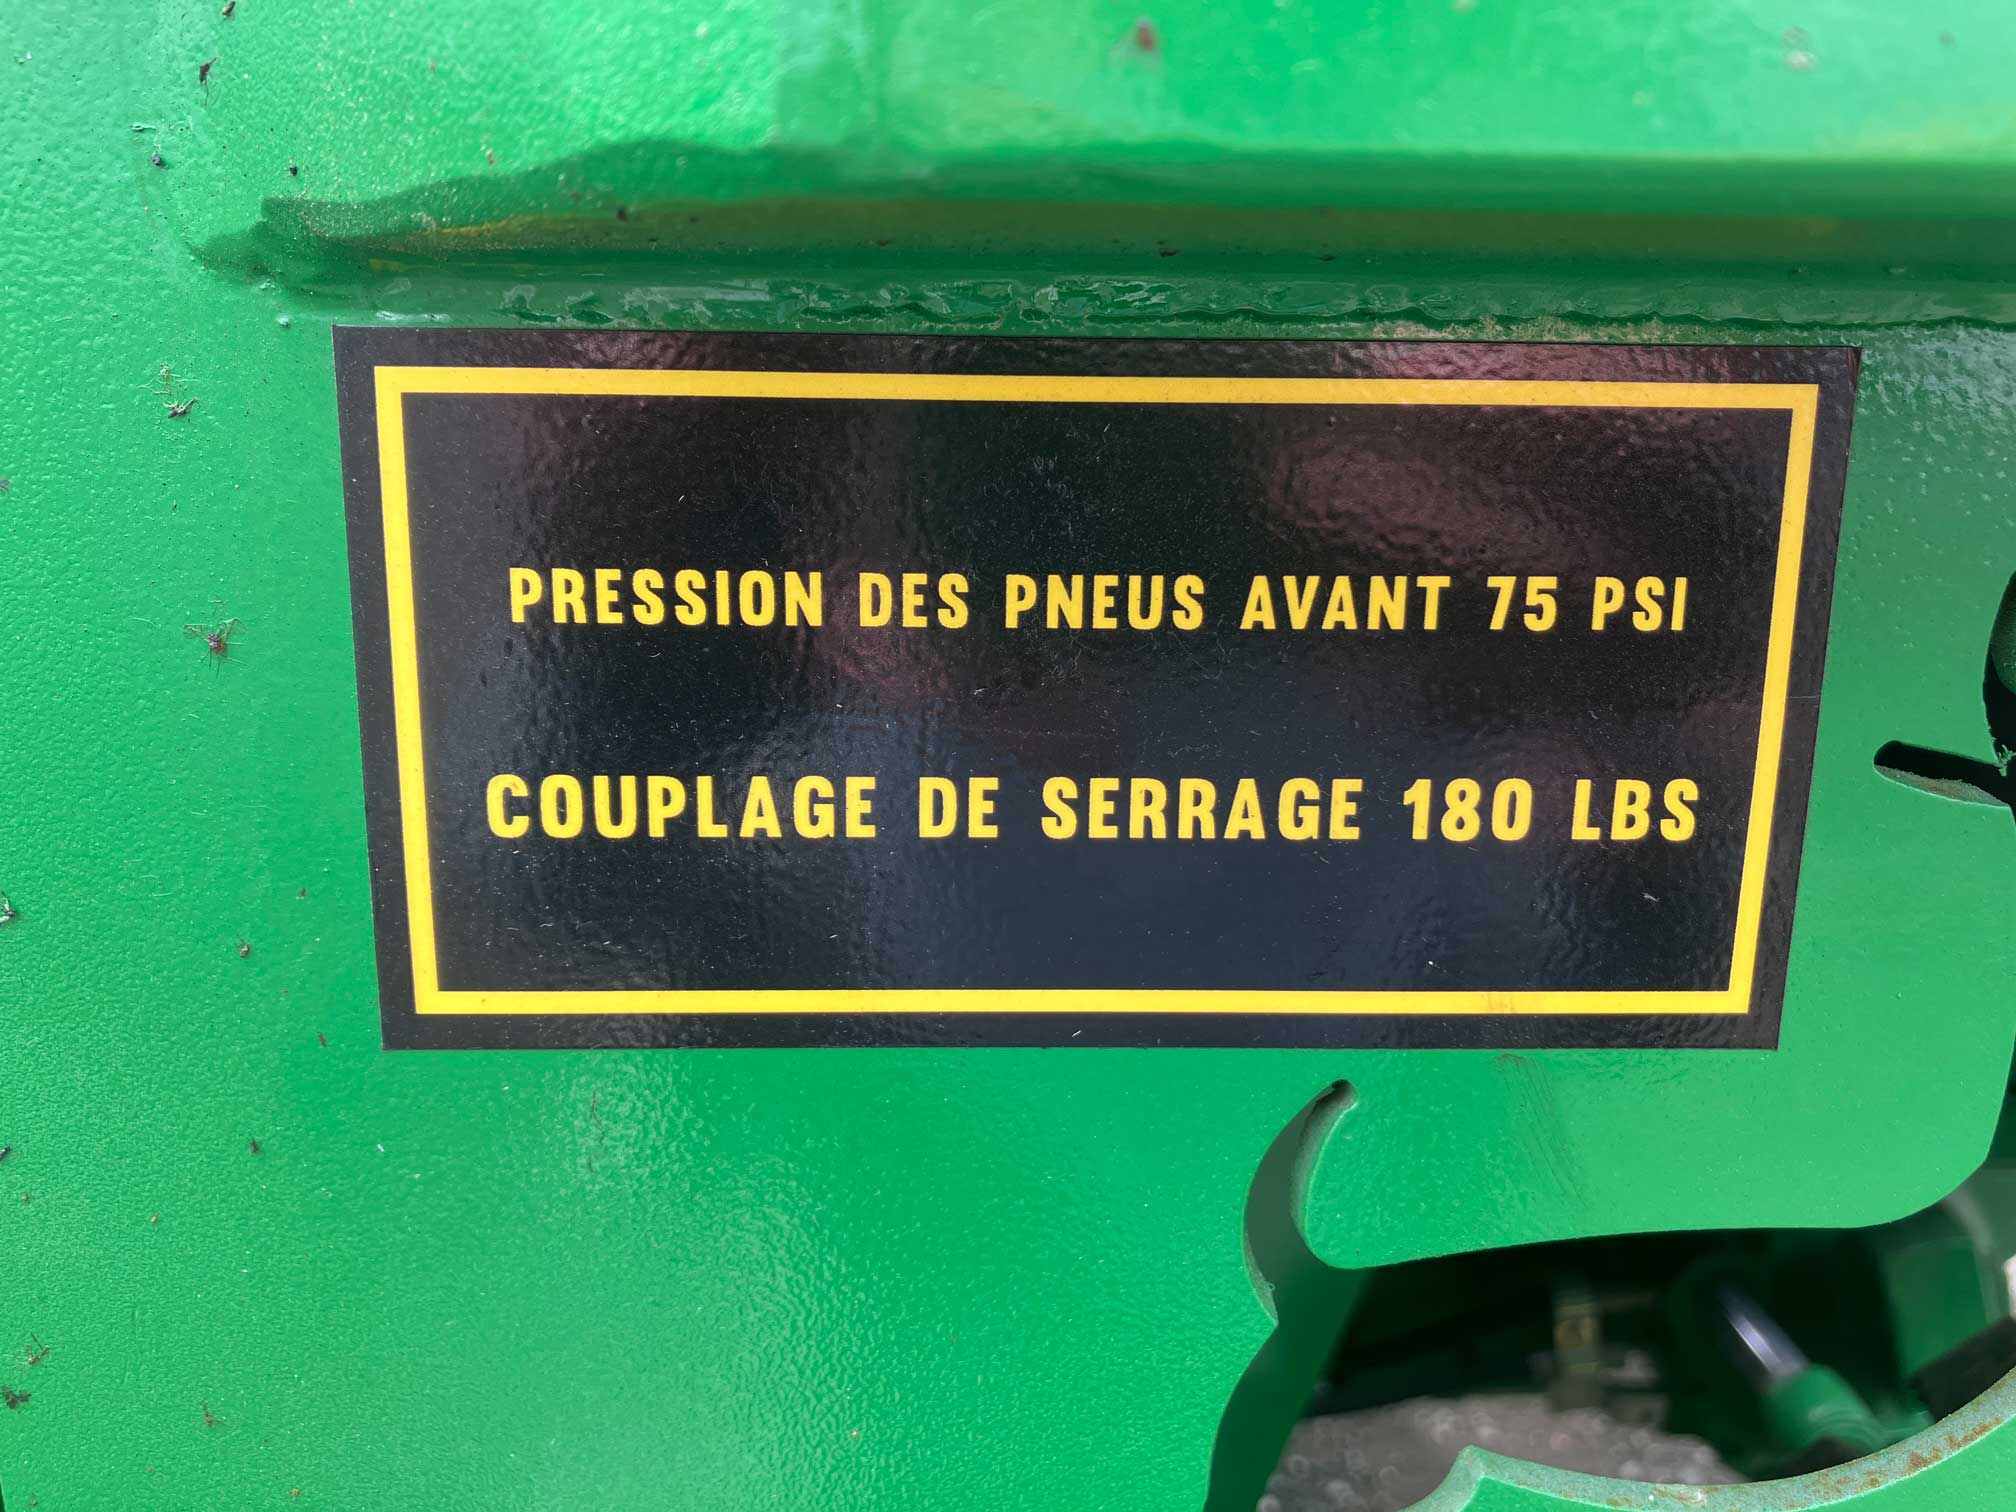 PRESSION DES PNEUS AVANT 75 PSI
COUPLAGE DE SERRAGE 180 LBS